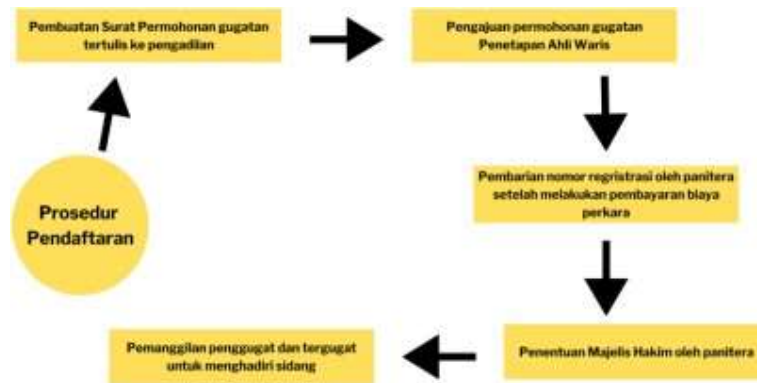 Prosedur
Pendaftaran
Pembuatan Surat Permohonan gugatan
tertulis ke pengadilan
Pengajuan permohonan gugatan
Penetapan Ahli Waris
Pembarian nomor regristrasi oleh panitera
setelah melakukan pembayaran biaya
perkara
Penentuan Majelis Hakim oleh panitera
Pemanggilan penggugat dan tergugat
untuk menghadiri sidang